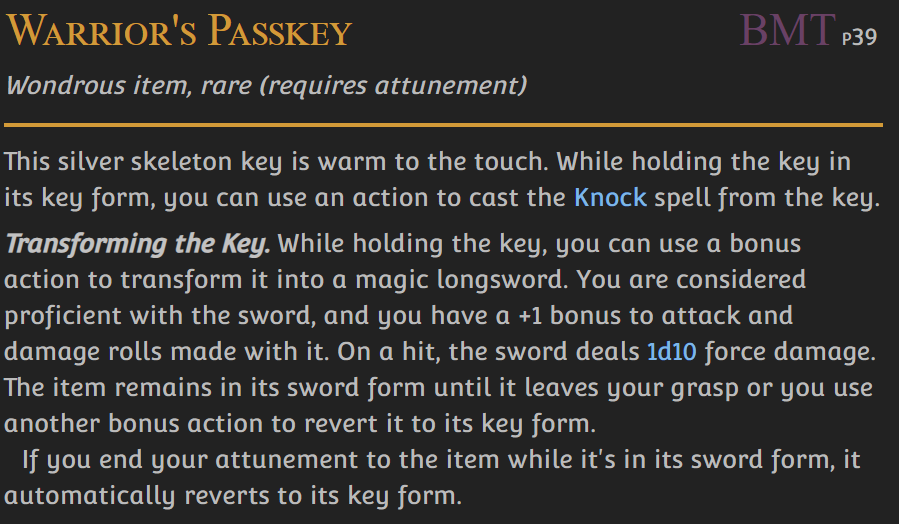 Warrior's Passkey BMT p39
Wondrous item, rare (requires attunement)
This silver skeleton key is warm to the touch. While holding the key in
its key form, you can use an action to cast the Knock spell from the key.
Transforming the Key. While holding the key, you can use a bonus
action to transform it into a magic longsword. You are considered
proficient with the sword, and you have a +1 bonus to attack and
damage rolls made with it. On a hit, the sword deals 1d10 force damage.
The item remains in its sword form until it leaves your grasp or you use
another bonus action to revert it to its key form.
If you end your attunement to the item while it's in its sword form, it
automatically reverts to its key form.